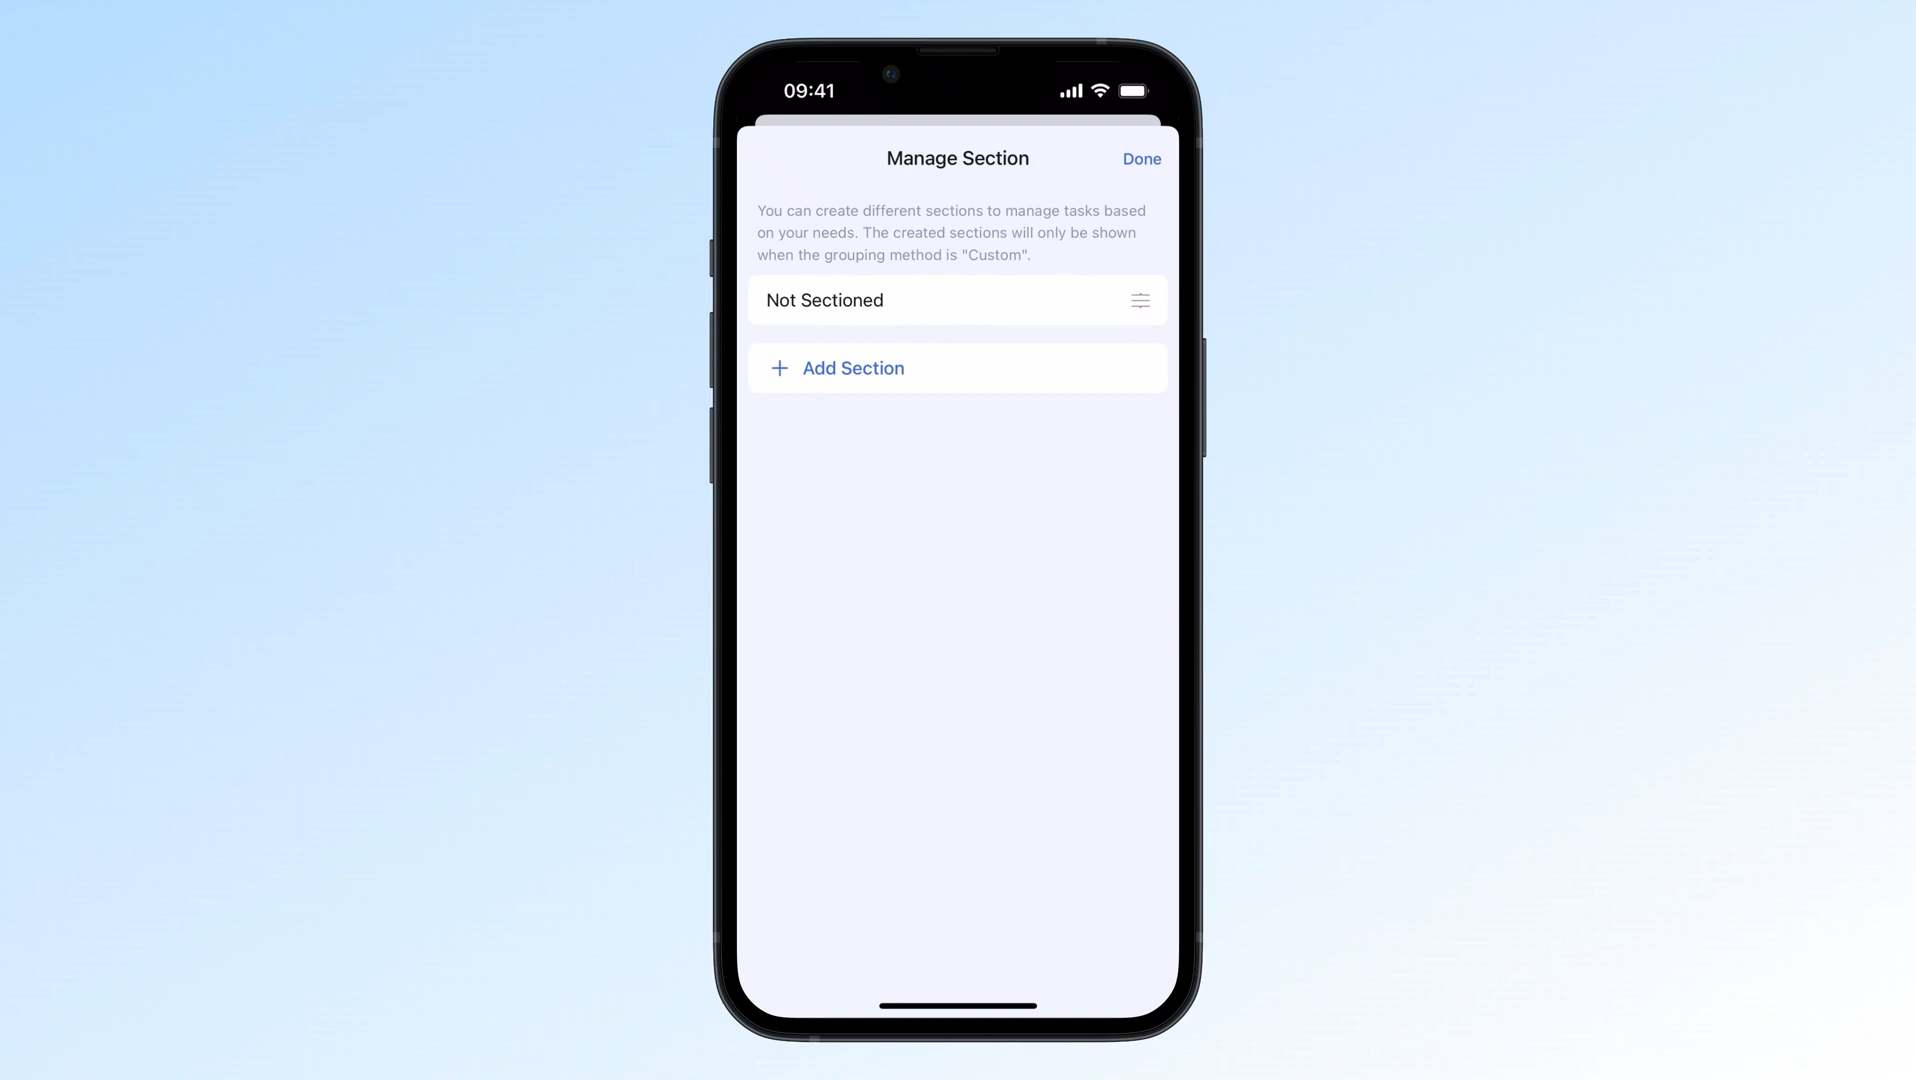 09:41
Manage Section
Done
You can create different sections to manage tasks based
on your needs. The created sections will only be shown
when the grouping method is "Custom".
Not Sectioned
Add Section